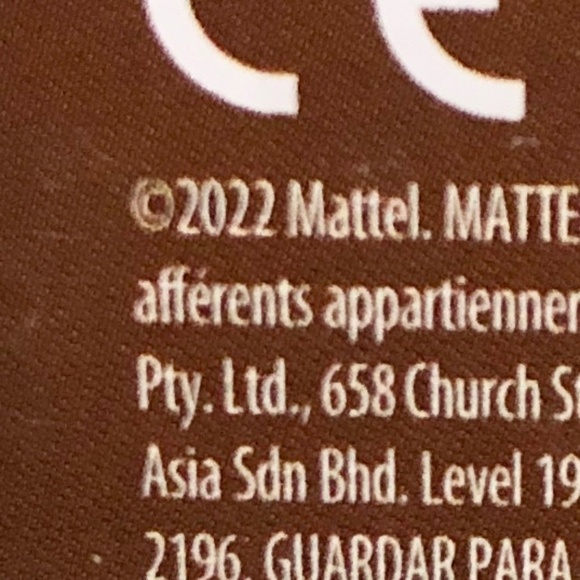 CE
©2022 Mattel. MATTE
afférents appartienner
Pty. Ltd., 658 Church St
Asia Sdn Bhd. Level 19
2196. GUARDAR PARA